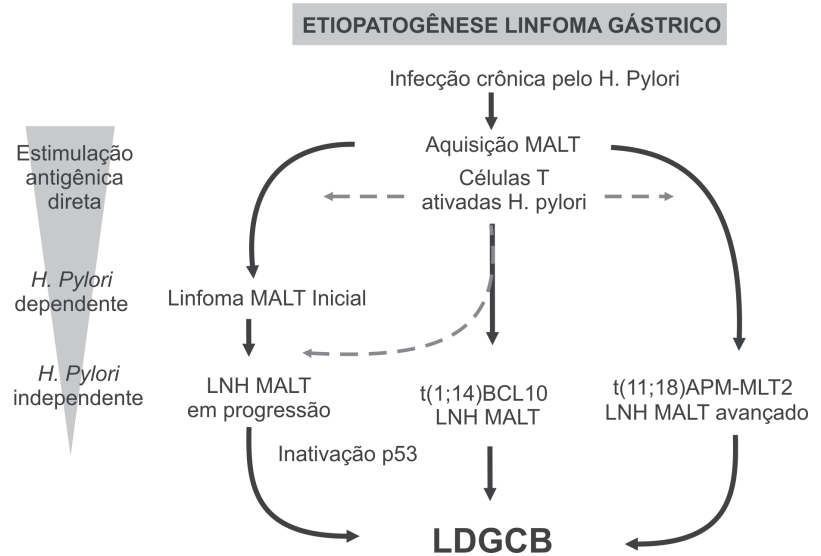 ETIOPATOGÊNESE LINFOMA GÁSTRICO
Infecção crônica pelo H. Pylori
Aquisição MALT
Células T
ativadas H. pylori
Estimulação
antigênica
direta
H. Pylori
dependente
Linfoma MALT Inicial
H. Pylori
independente
LNH MALT
em progressão
t(1;14)BCL10
LNH MALT
t(11;18)APM-MLT2
LNH MALT avançado
Inativação p53
LDGCB